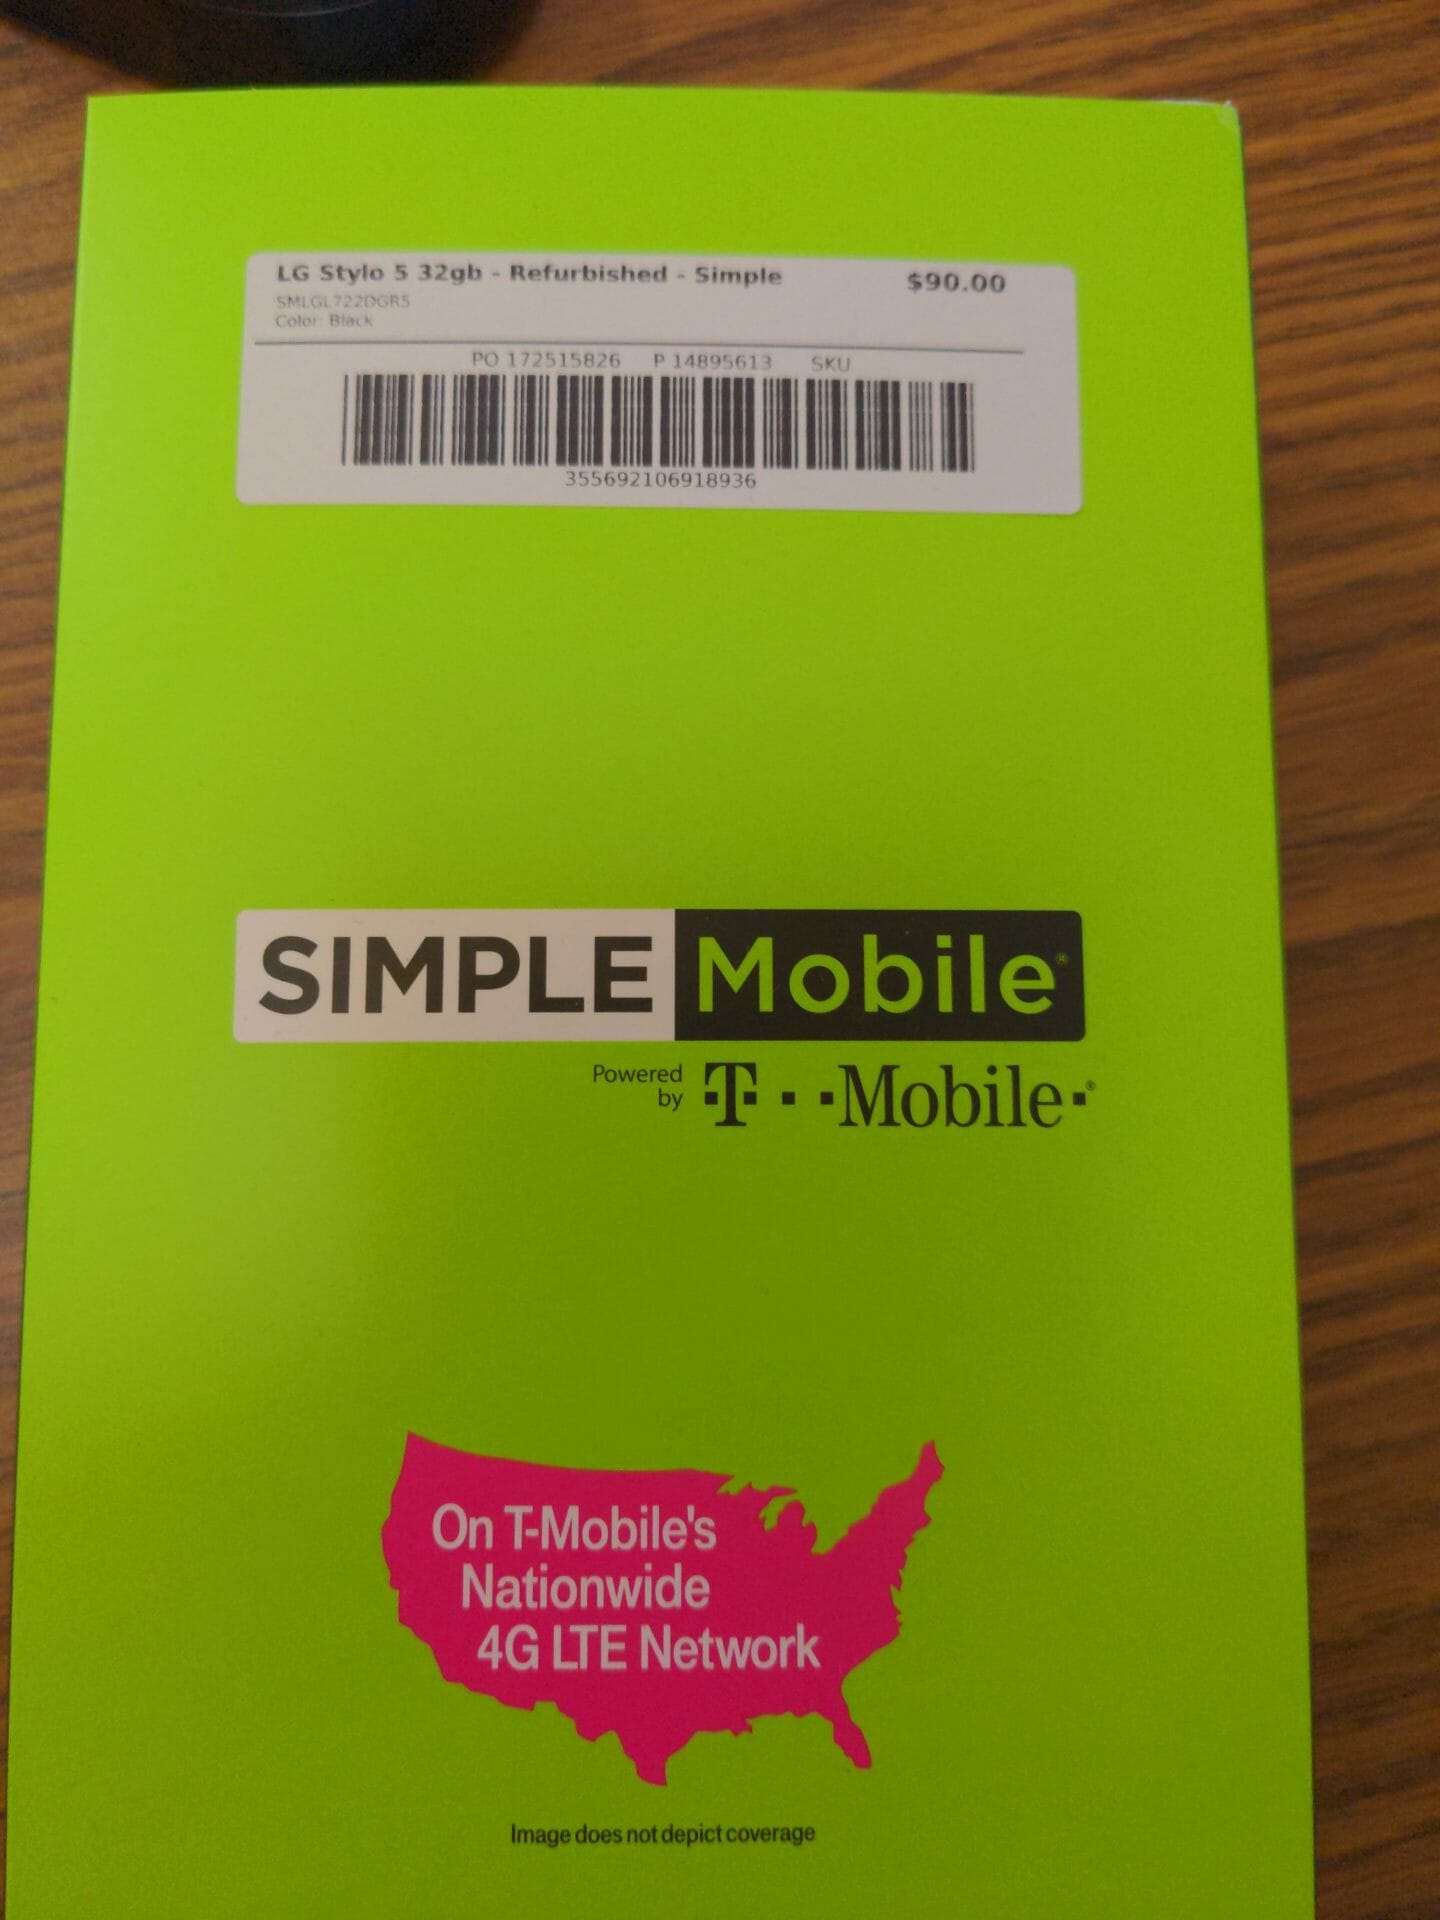 LG Stylo 5 32gb - Refurbished - Simple $90.00
SMLGL722DGR5
Color: Black
PO 172515826 P 14895613 SKU
355692106918936
SIMPLE Mobile®
Powered
by T··Mobile·®
On T-Mobile's
Nationwide
4G LTE Network
Image does not depict coverage